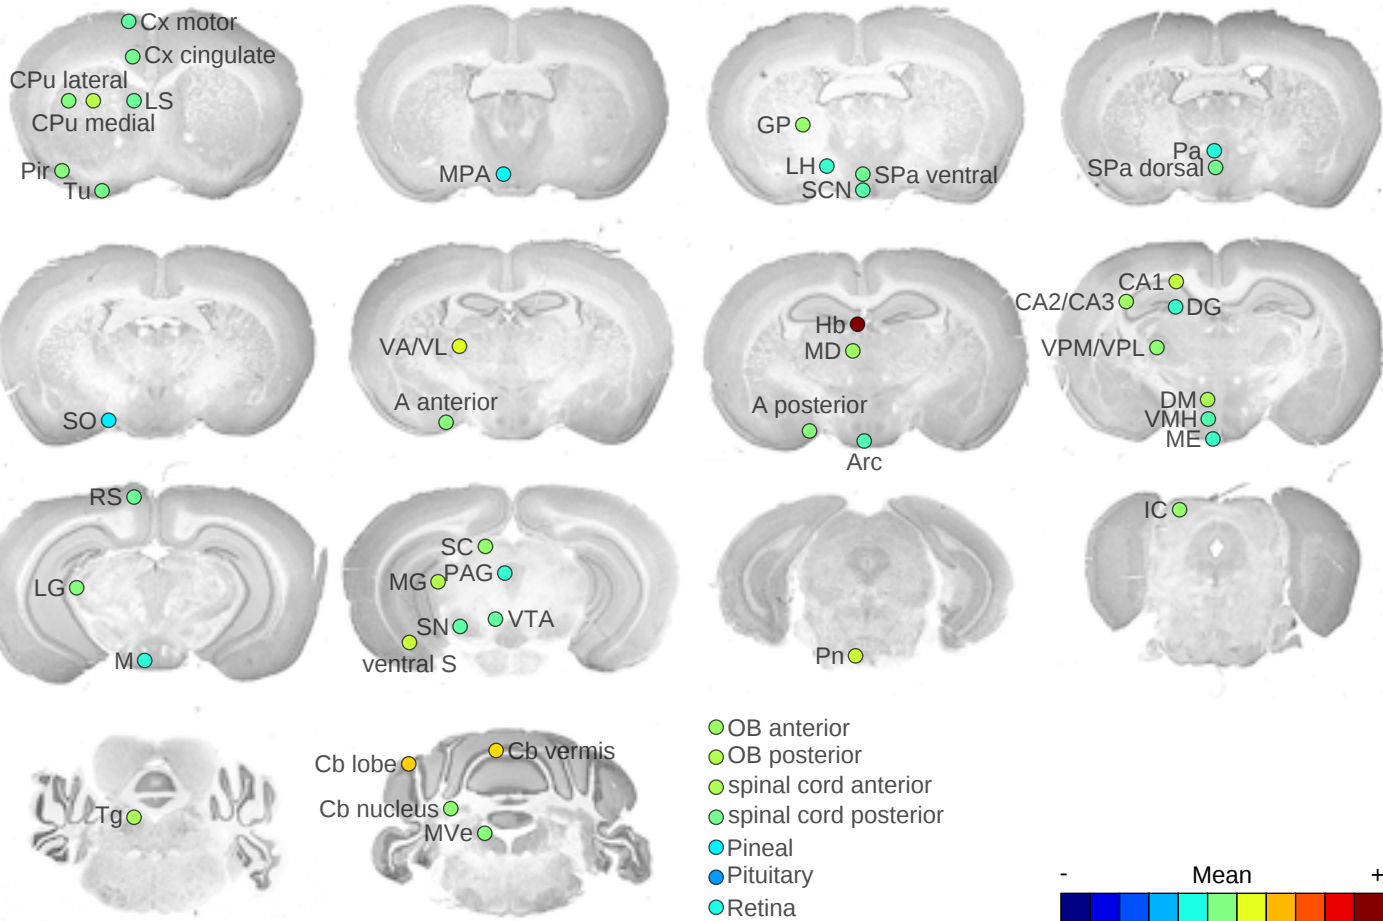 Cx motor
Cx cingulate
CPu lateral
LS
CPu medial
Pir
Tu
MPA
GP
LH
SPa ventral
SCN
Pa
SPa dorsal
SO
VA/VL
A anterior
Hb
MD
A posterior
Arc
CA1
CA2/CA3
DG
VPM/VPL
DM
VMH
ME
RS
LG
M
SC
PAG
MG
VTA
SN
ventral S
Pn
IC
Tg
Cb vermis
Cb lobe
Cb nucleus
MVe
OB anterior
OB posterior
spinal cord anterior
spinal cord posterior
Pineal
Pituitary
Retina
- Mean +